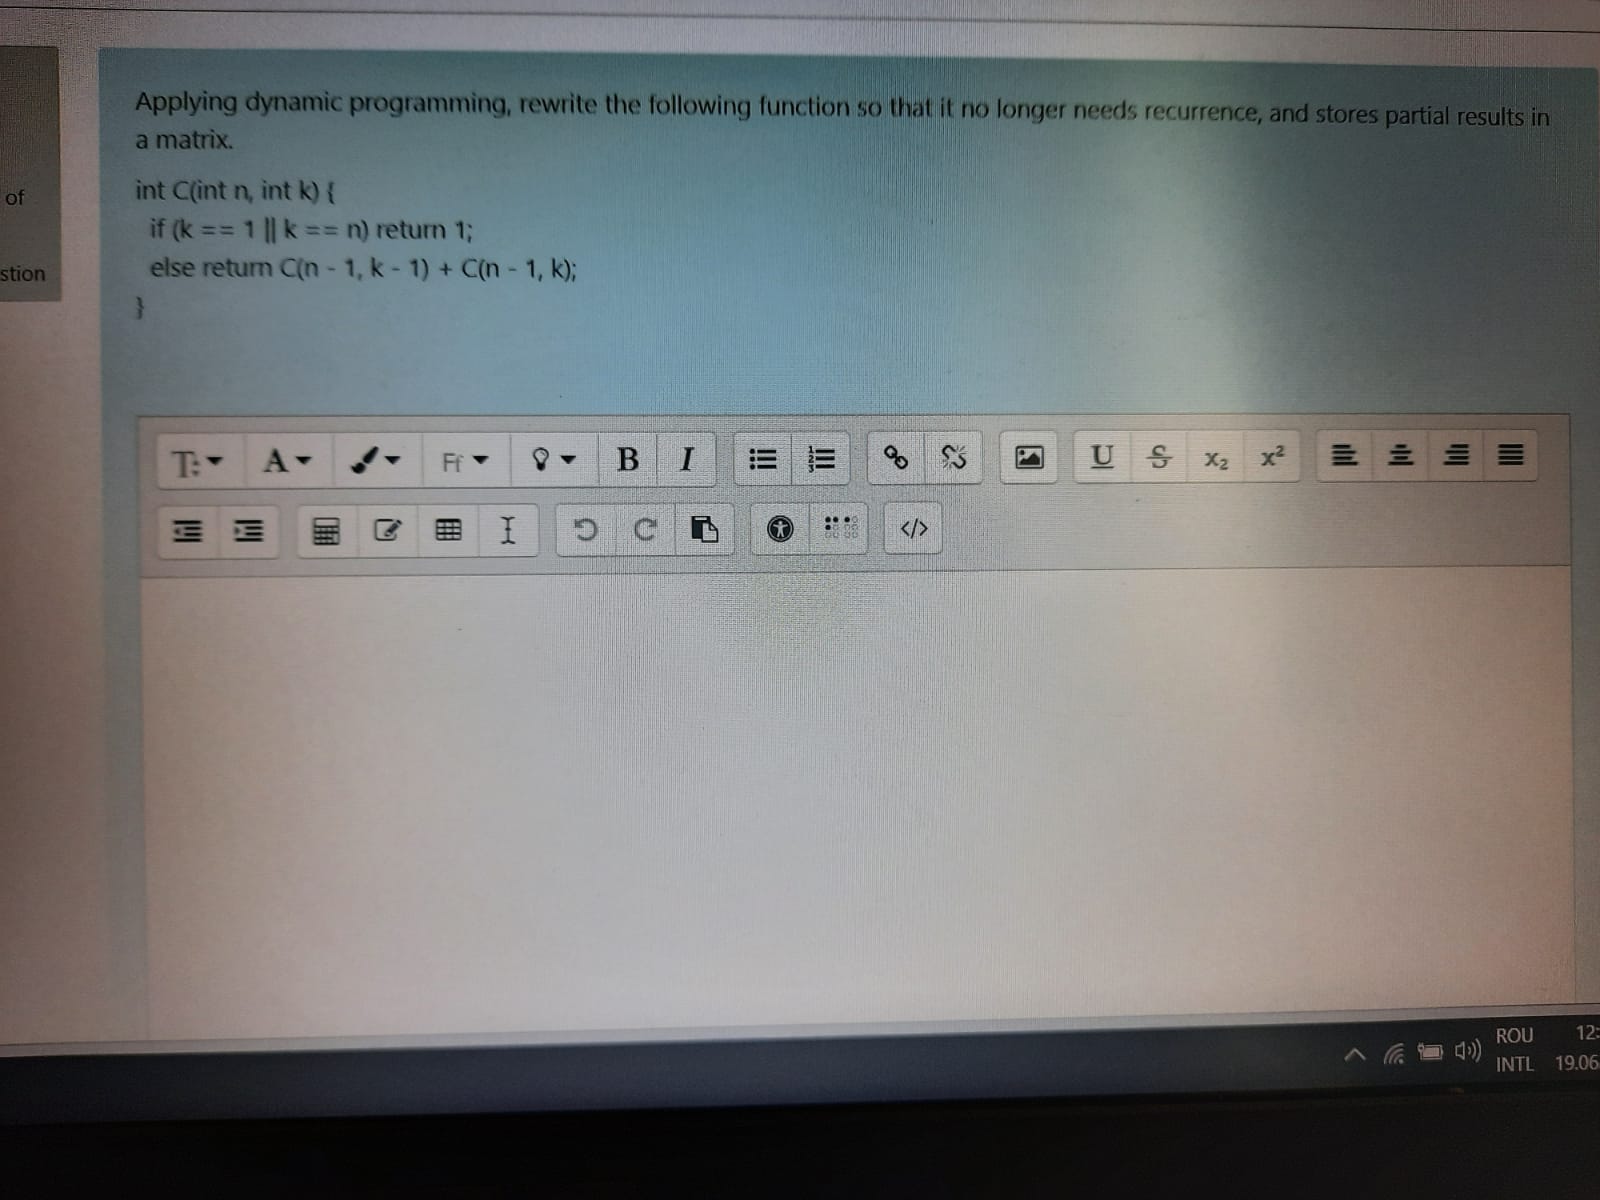 Applying dynamic programming, rewrite the following function so that it no longer needs recurrence, and stores partial results in
a matrix.
int C(int n, int k) {
if (k == 1 || k == n) return 1;
else return C(n - 1, k - 1) + C(n - 1, k);
}
of
stion
T: A Ff B I U S X₂ X²
</>
ROU 12:
INTL 19.06